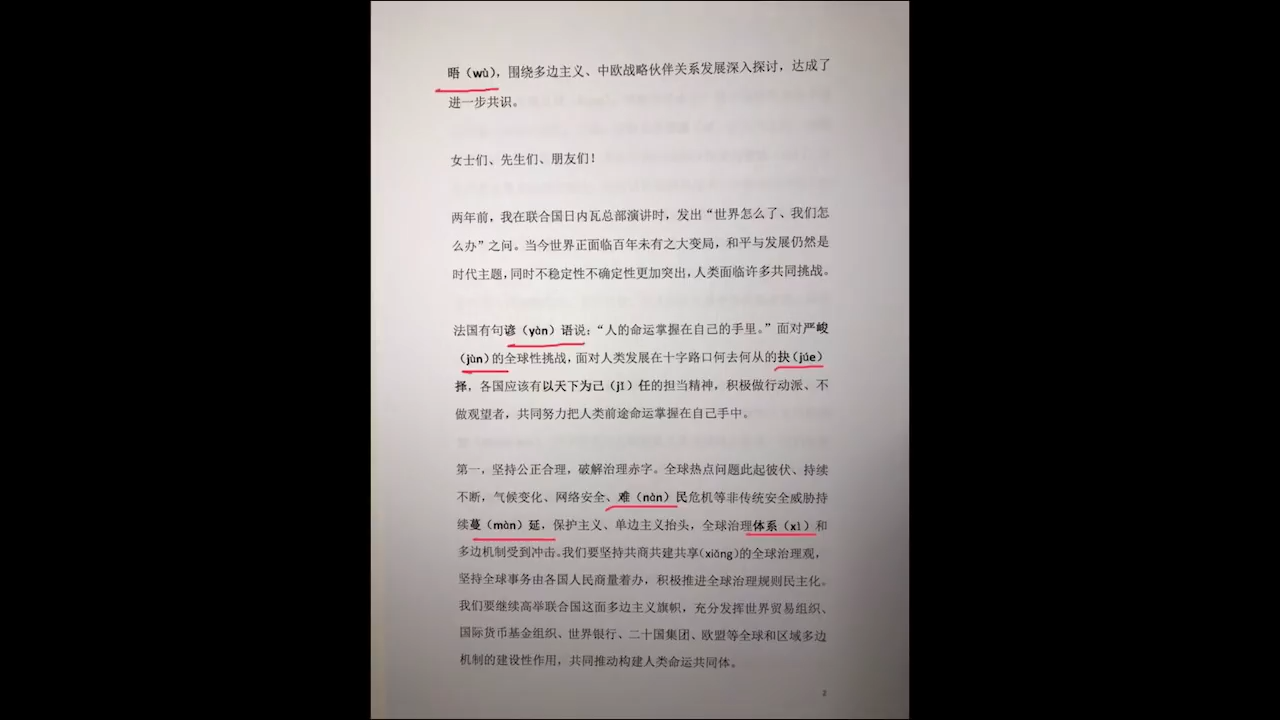 晤（wù），围绕多边主义、中欧战略伙伴关系发展深入探讨，达成了
进一步共识。
女士们、先生们、朋友们！
两年前，我在联合国日内瓦总部演讲时，发出“世界怎么了、我们怎
么办”之问。当今世界正面临百年未有之大变局，和平与发展仍然是
时代主题，同时不稳定性不确定性更加突出，人类面临许多共同挑战。
法国有句谚（yàn）语说：“人的命运掌握在自己的手里。”面对严峻
（jùn）的全球性挑战，面对人类发展在十字路口何去何从的抉（júe）
择，各国应该有以天下为己（jǐ）任的担当精神，积极做行动派、不
做观望者，共同努力把人类前途命运掌握在自己手中。
第一，坚持公正合理，破解治理赤字。全球热点问题此起彼伏、持续
不断，气候变化、网络安全、难（nàn）民危机等非传统安全威胁持
续蔓（màn）延，保护主义、单边主义抬头，全球治理体系（xì）和
多边机制受到冲击。我们要坚持共商共建共享（xiǎng）的全球治理观，
坚持全球事务由各国人民商量着办，积极推进全球治理规则民主化。
我们要继续高举联合国这面多边主义旗帜，充分发挥世界贸易组织、
国际货币基金组织、世界银行、二十国集团、欧盟等全球和区域多边
机制的建设性作用，共同推动构建人类命运共同体。
2